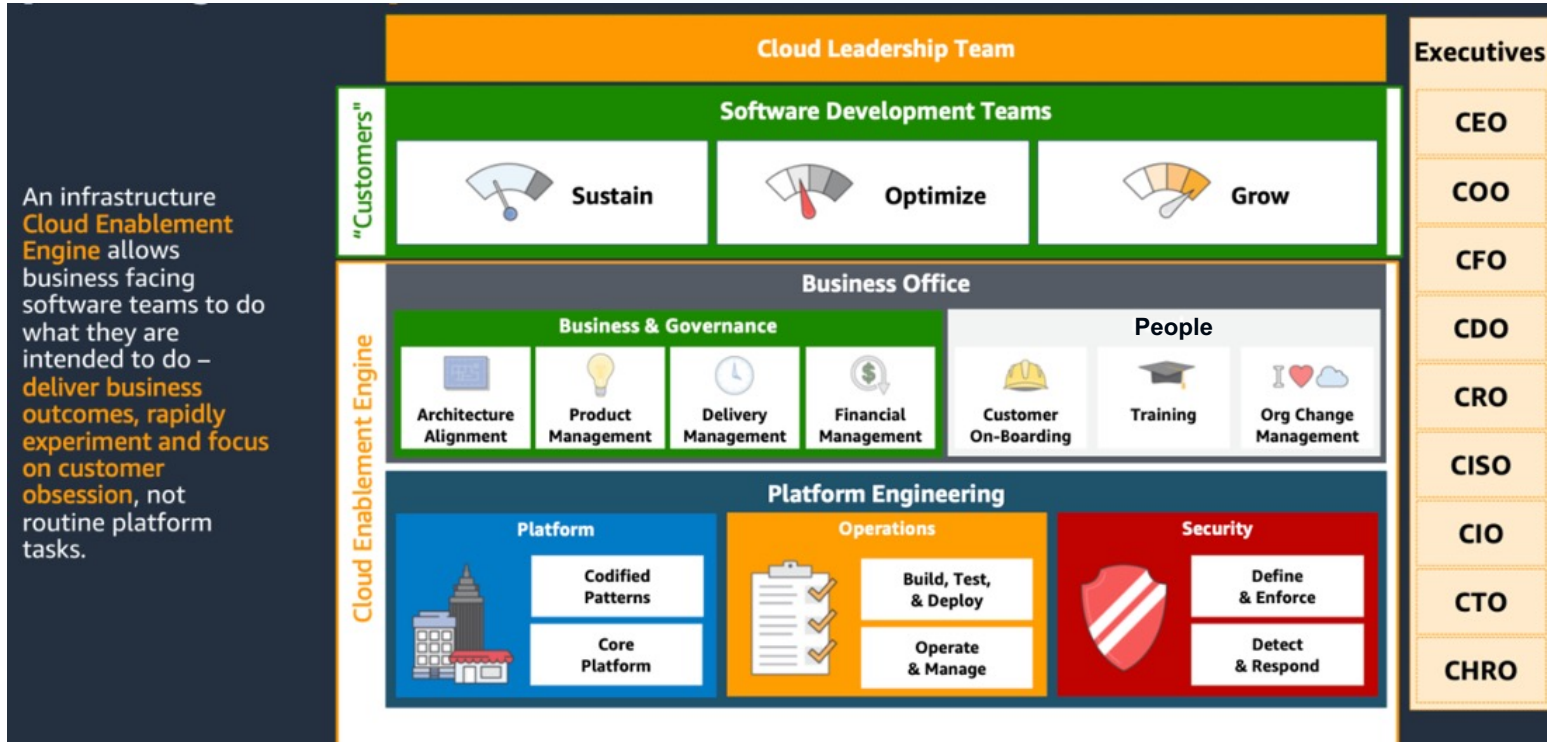 An infrastructure
Cloud Enablement
Engine allows
business facing
software teams to do
what they are
intended to do –
deliver business
outcomes, rapidly
experiment and focus
on customer
obsession, not
routine platform
tasks.
Cloud Leadership Team
"Customers"
Software Development Teams
Sustain
Optimize
Grow
Cloud Enablement Engine
Business Office
Business & Governance
Architecture
Alignment
Product
Management
Delivery
Management
Financial
Management
People
Customer
On-Boarding
Training
I
Org Change
Management
Platform Engineering
Platform
Codified
Patterns
Core
Platform
Operations
Build, Test,
& Deploy
Operate
& Manage
Security
Define
& Enforce
Detect
& Respond
Executives
CEO
COO
CFO
CDO
CRO
CISO
CIO
CTO
CHRO